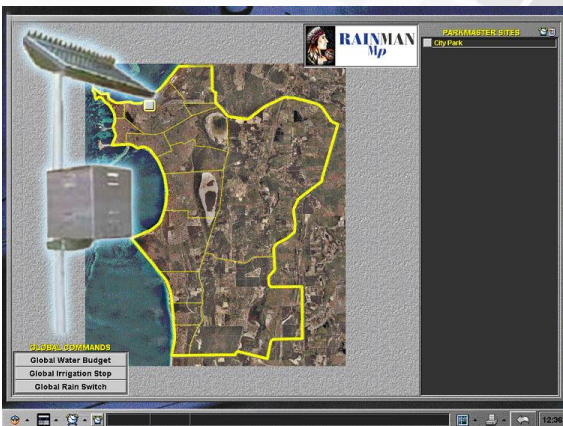 RAINMAN
Mp
PARKMASTER SITES
City Park
GLOBAL COMMANDS
Global Water Budget
Global Irrigation Stop
Global Rain Switch
12:36